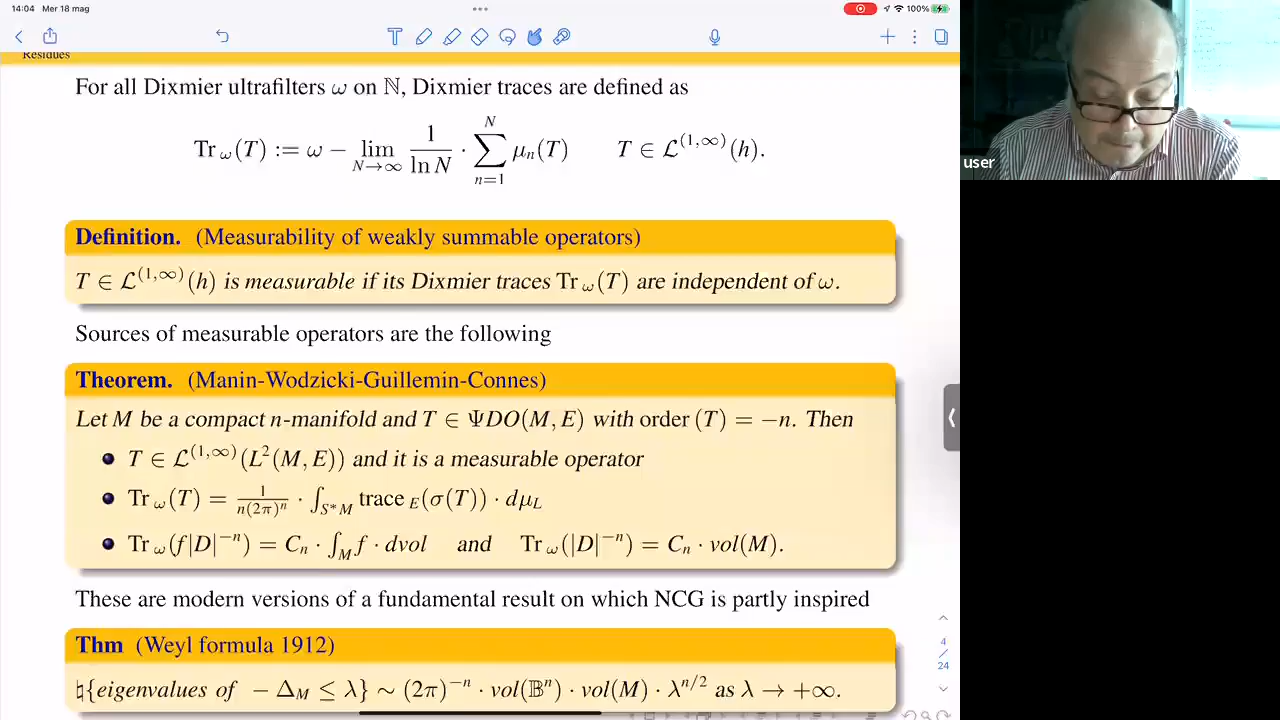 14:04 Mer 18 mag
100%
Residues
For all Dixmier ultrafilters ω on ℕ, Dixmier traces are defined as
Tr_ω(T) := ω − lim_{N→∞} 1/ln N · ∑_{n=1}^{N} μ_n(T)    T ∈ ℒ^{(1,∞)}(h).
Definition. (Measurability of weakly summable operators)
T ∈ ℒ^{(1,∞)}(h) is measurable if its Dixmier traces Tr_ω(T) are independent of ω.
Sources of measurable operators are the following
Theorem. (Manin-Wodzicki-Guillemin-Connes)
Let M be a compact n-manifold and T ∈ ΨDO(M, E) with order (T) = −n. Then
• T ∈ ℒ^{(1,∞)}(L²(M, E)) and it is a measurable operator
• Tr_ω(T) = 1/(n(2π)^n) · ∫_{S*M} trace_E(σ(T)) · dμ_L
• Tr_ω(f|D|^{−n}) = C_n · ∫_M f · dvol   and   Tr_ω(|D|^{−n}) = C_n · vol(M).
These are modern versions of a fundamental result on which NCG is partly inspired
Thm (Weyl formula 1912)
♮{eigenvalues of − Δ_M ≤ λ} ∼ (2π)^{−n} · vol(𝔹^n) · vol(M) · λ^{n/2} as λ → +∞.
4
/
24
user